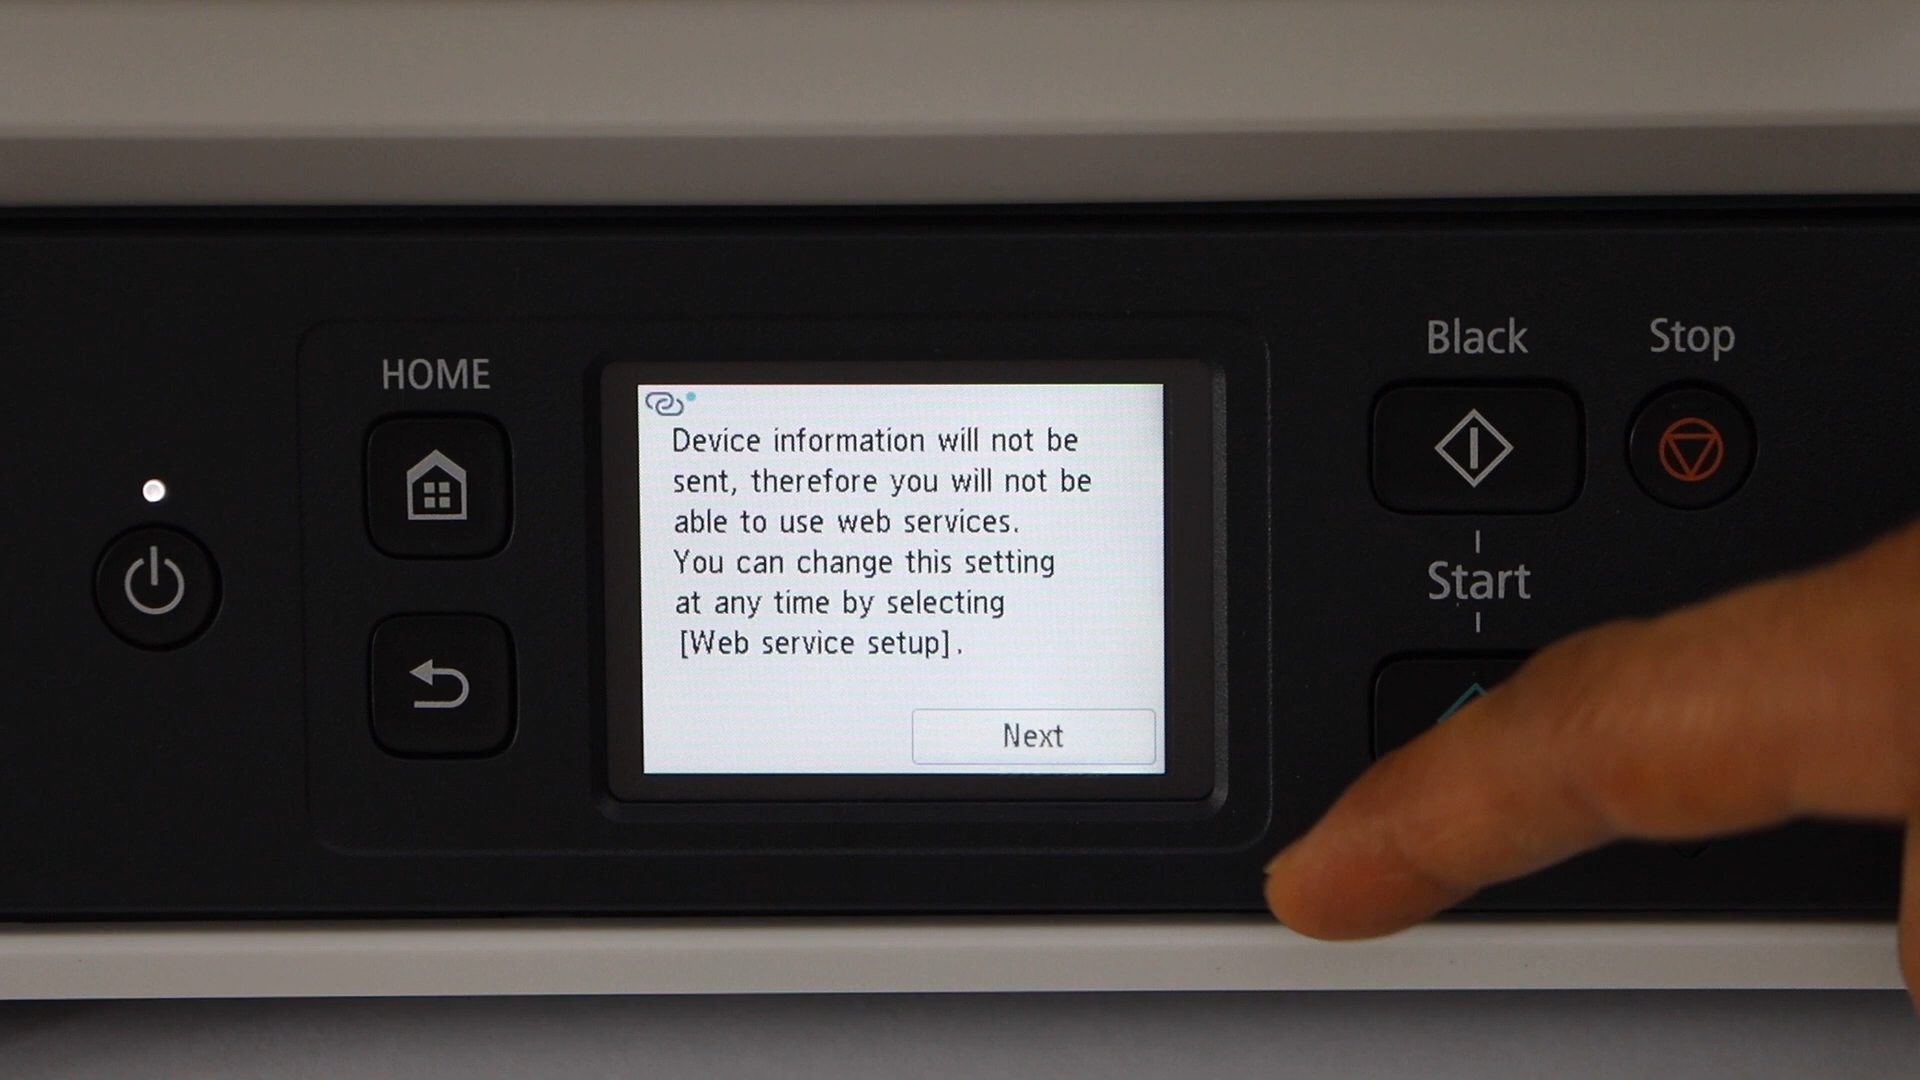 HOME
Device information will not be
sent, therefore you will not be
able to use web services.
You can change this setting
at any time by selecting
[Web service setup].
Next
Black
Stop
Start